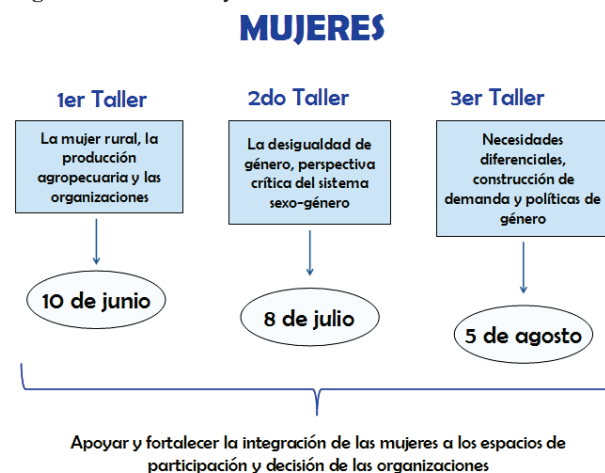 MUJERES
1er Taller
La mujer rural, la
producción
agropecuaria y las
organizaciones
10 de junio
2do Taller
La desigualdad de
género, perspectiva
crítica del sistema
sexo-género
8 de julio
3er Taller
Necesidades
diferenciales,
construcción de
demanda y políticas de
género
5 de agosto
Apoyar y fortalecer la integración de las mujeres a los espacios de
participación y decisión de las organizaciones